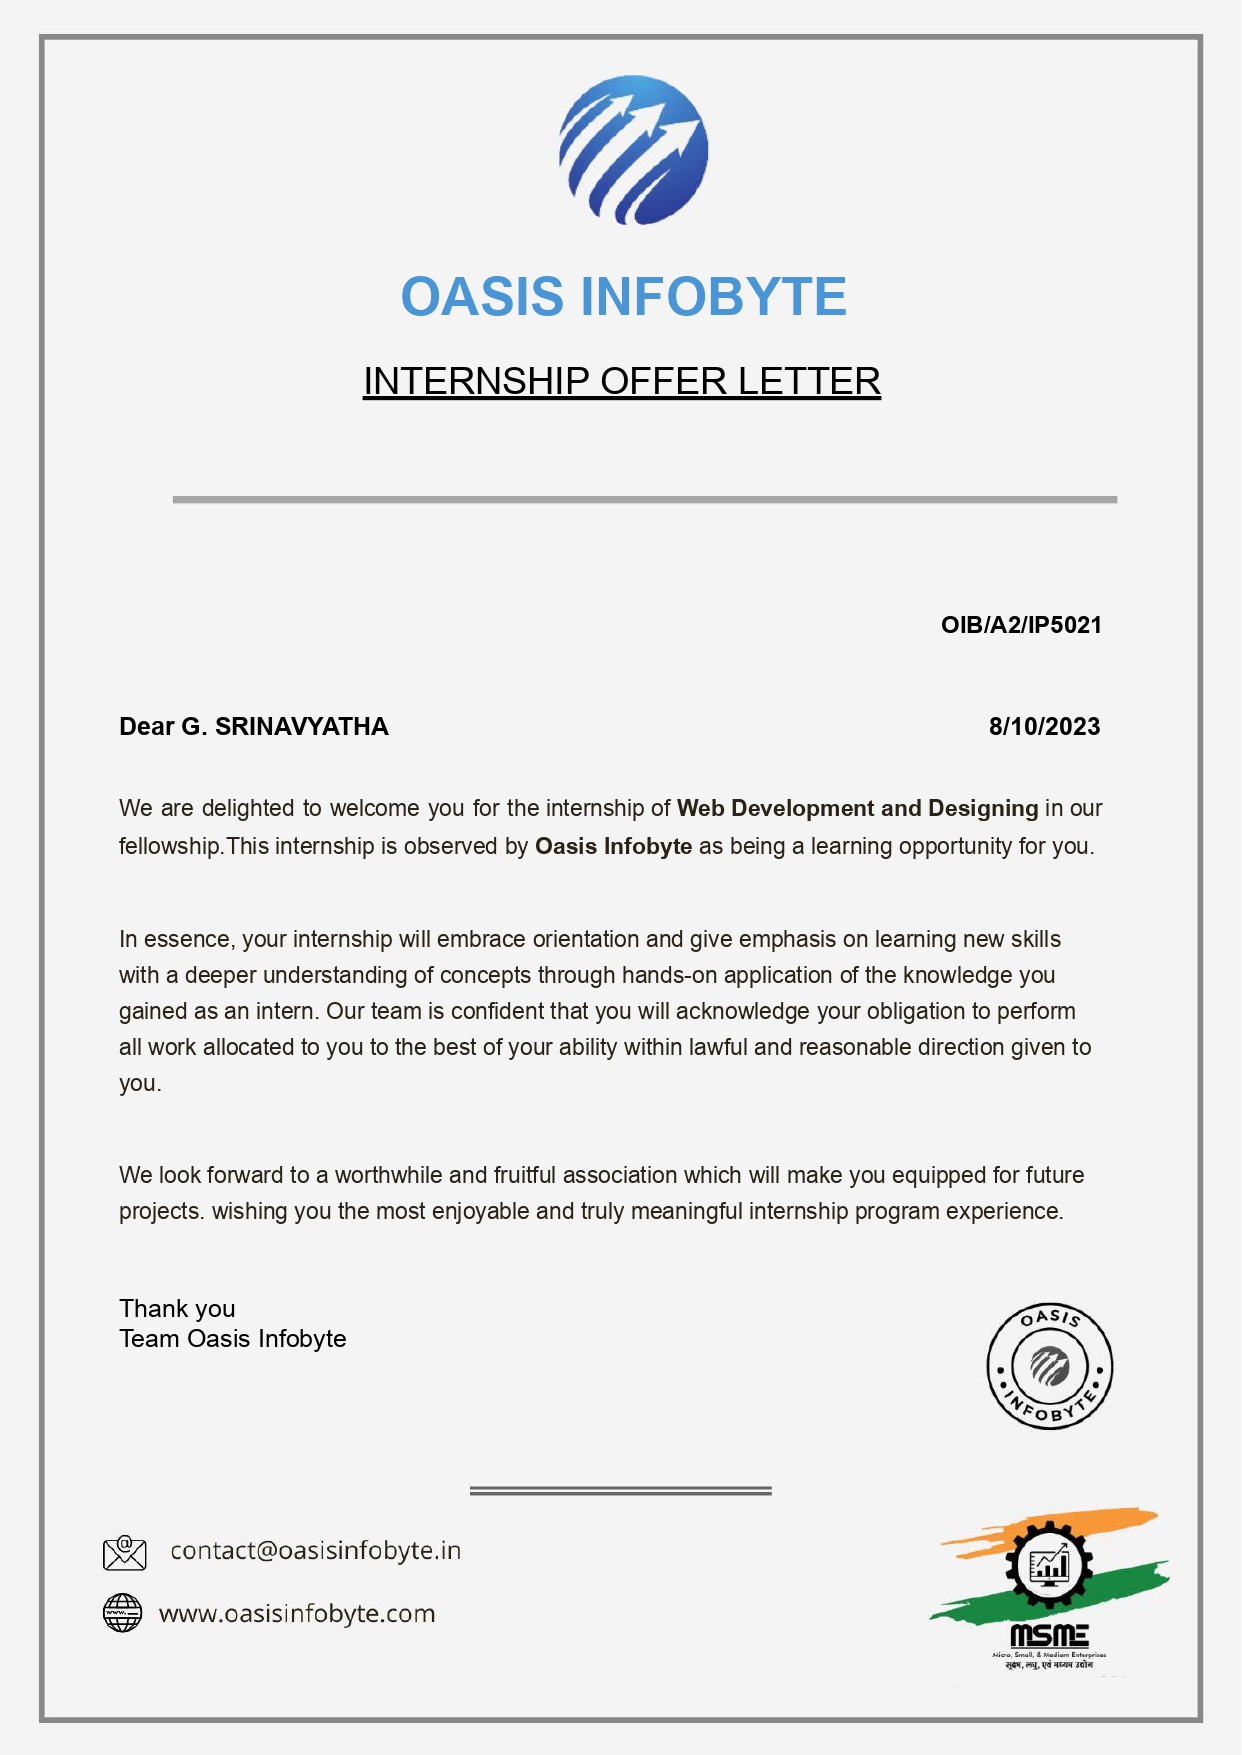 OASIS INFOBYTE
INTERNSHIP OFFER LETTER
OIB/A2/IP5021
Dear G. SRINAVYATHA 8/10/2023
We are delighted to welcome you for the internship of Web Development and Designing in our
fellowship.This internship is observed by Oasis Infobyte as being a learning opportunity for you.
In essence, your internship will embrace orientation and give emphasis on learning new skills
with a deeper understanding of concepts through hands-on application of the knowledge you
gained as an intern. Our team is confident that you will acknowledge your obligation to perform
all work allocated to you to the best of your ability within lawful and reasonable direction given to
you.
We look forward to a worthwhile and fruitful association which will make you equipped for future
projects. wishing you the most enjoyable and truly meaningful internship program experience.
Thank you
Team Oasis Infobyte
OASIS
INFOBYTE
contact@oasisinfobyte.in
www.oasisinfobyte.com
MSME
Micro, Small, & Medium Enterprises
सूक्ष्म, लघु, एवं मध्यम उद्योग